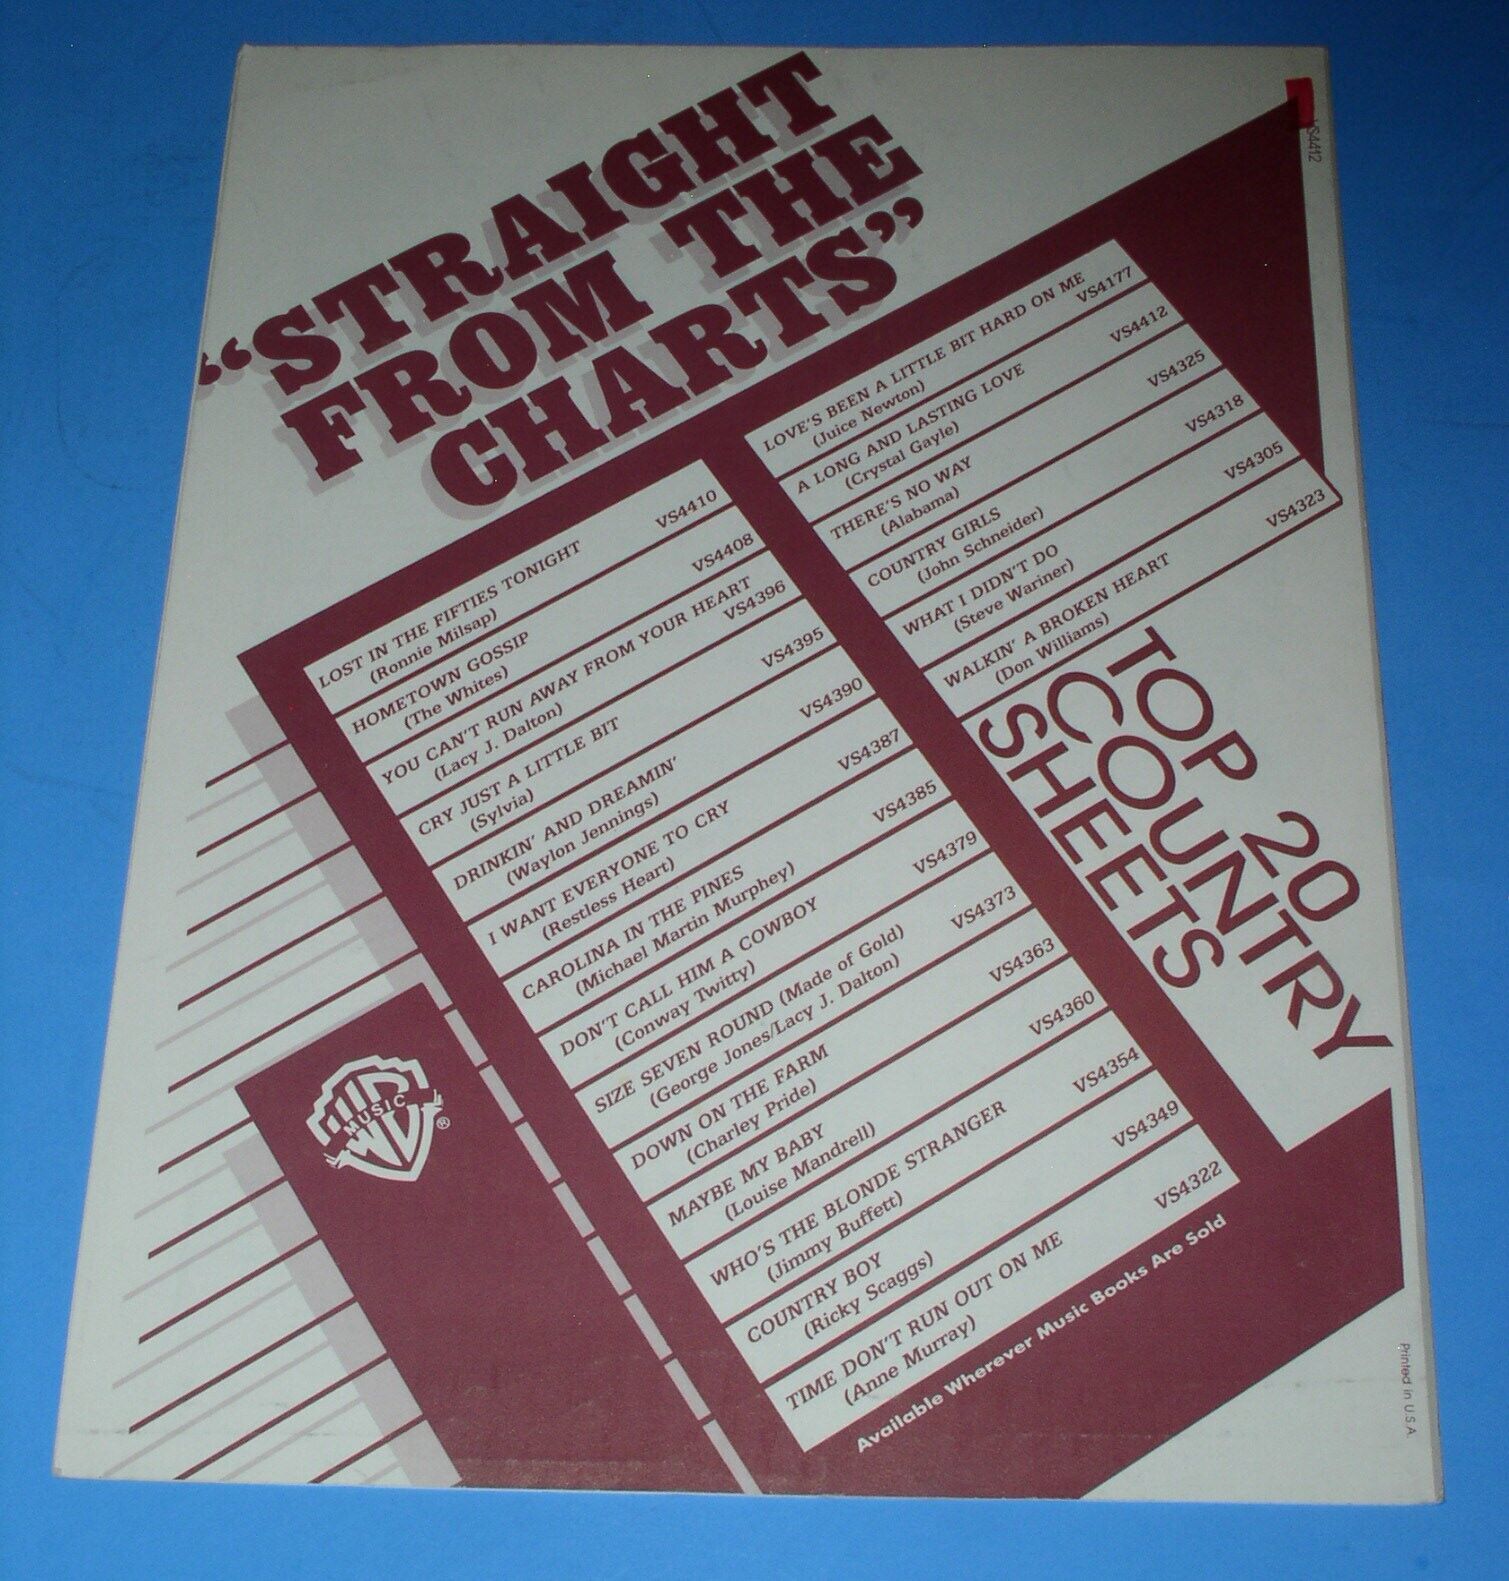 "STRAIGHT
FROM THE
CHARTS"
VS4412
LOST IN THE FIFTIES TONIGHT
(Ronnie Milsap) VS4410
HOMETOWN GOSSIP
(The Whites) VS4408
YOU CAN'T RUN AWAY FROM YOUR HEART
(Lacy J. Dalton) VS4396
CRY JUST A LITTLE BIT
(Sylvia) VS4395
DRINKIN' AND DREAMIN'
(Waylon Jennings) VS4390
I WANT EVERYONE TO CRY
(Restless Heart) VS4387
CAROLINA IN THE PINES
(Michael Martin Murphey) VS4385
DON'T CALL HIM A COWBOY
(Conway Twitty) VS4379
SIZE SEVEN ROUND (Made of Gold)
(George Jones/Lacy J. Dalton) VS4373
DOWN ON THE FARM
(Charley Pride) VS4363
MAYBE MY BABY
(Louise Mandrell) VS4360
WHO'S THE BLONDE STRANGER
(Jimmy Buffett) VS4354
COUNTRY BOY
(Ricky Scaggs) VS4349
TIME DON'T RUN OUT ON ME
(Anne Murray) VS4322
LOVE'S BEEN A LITTLE BIT HARD ON ME
(Juice Newton) VS4177
A LONG AND LASTING LOVE
(Crystal Gayle) VS4412
THERE'S NO WAY
(Alabama) VS4325
COUNTRY GIRLS
(John Schneider) VS4318
WHAT I DIDN'T DO
(Steve Wariner) VS4305
WALKIN' A BROKEN HEART
(Don Williams) VS4323
TOP 20
COUNTRY
SHEETS
WB MUSIC ®
Available Wherever Music Books Are Sold
Printed in U.S.A.